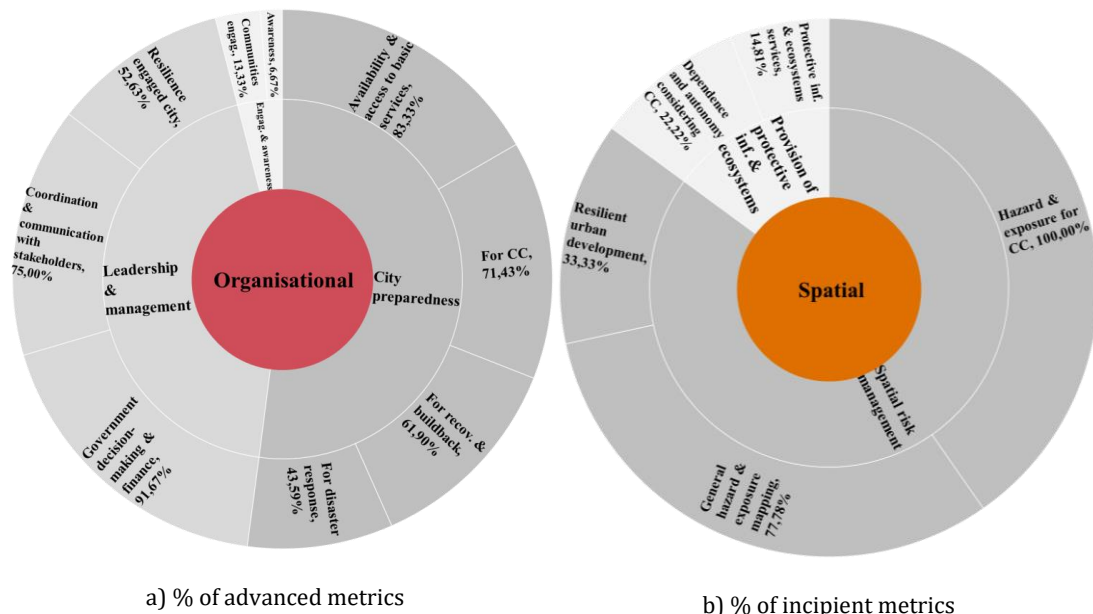 Organisational
City
preparedness
Availability &
access to basic
services,
83,33%
For CC,
71,43%
For recov. &
buildback,
61,90%
For disaster
response,
43,59%
Leadership
&
management
Government
decision-
making &
finance,
91,67%
Coordination
&
communication
with
stakeholders,
75,00%
Resilience
engaged city,
52,63%
Engag. & awareness
Communities
engag., 13,33%
Awareness, 6,67%
a) % of advanced metrics
Spatial
Spatial risk
management
Hazard &
exposure for
CC, 100,00%
General
hazard &
exposure
mapping,
77,78%
Resilient
urban
development,
33,33%
Provision of
protective
inf. &
ecosystems
Dependence
and autonomy
considering
CC, 22,22%
Protective inf.
& ecosystems
services,
14,81%
b) % of incipient metrics